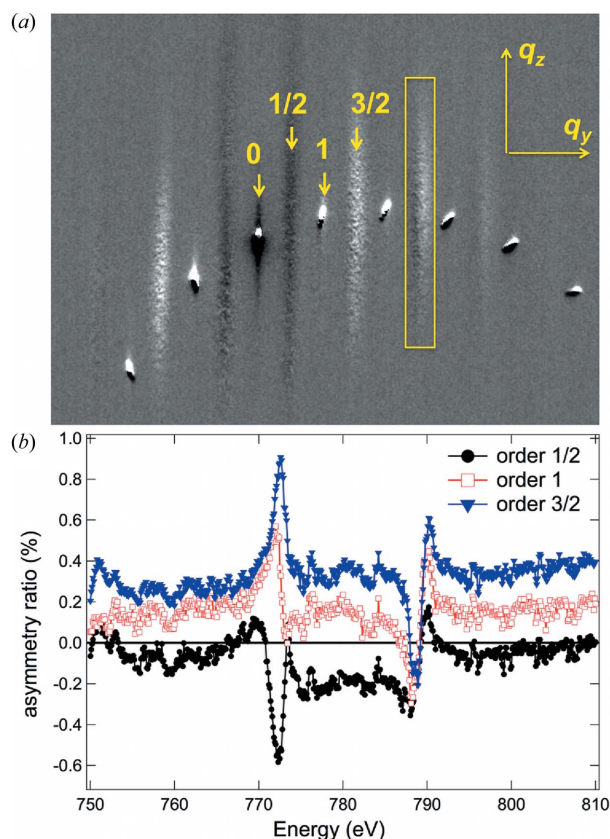 (a)
q_z
q_y
1/2 3/2
0 1
(b)
1.0
0.8
0.6
0.4
0.2
0.0
-0.2
-0.4
-0.6
asymmetry ratio (%)
order 1/2
order 1
order 3/2
750 760 770 780 790 800 810
Energy (eV)